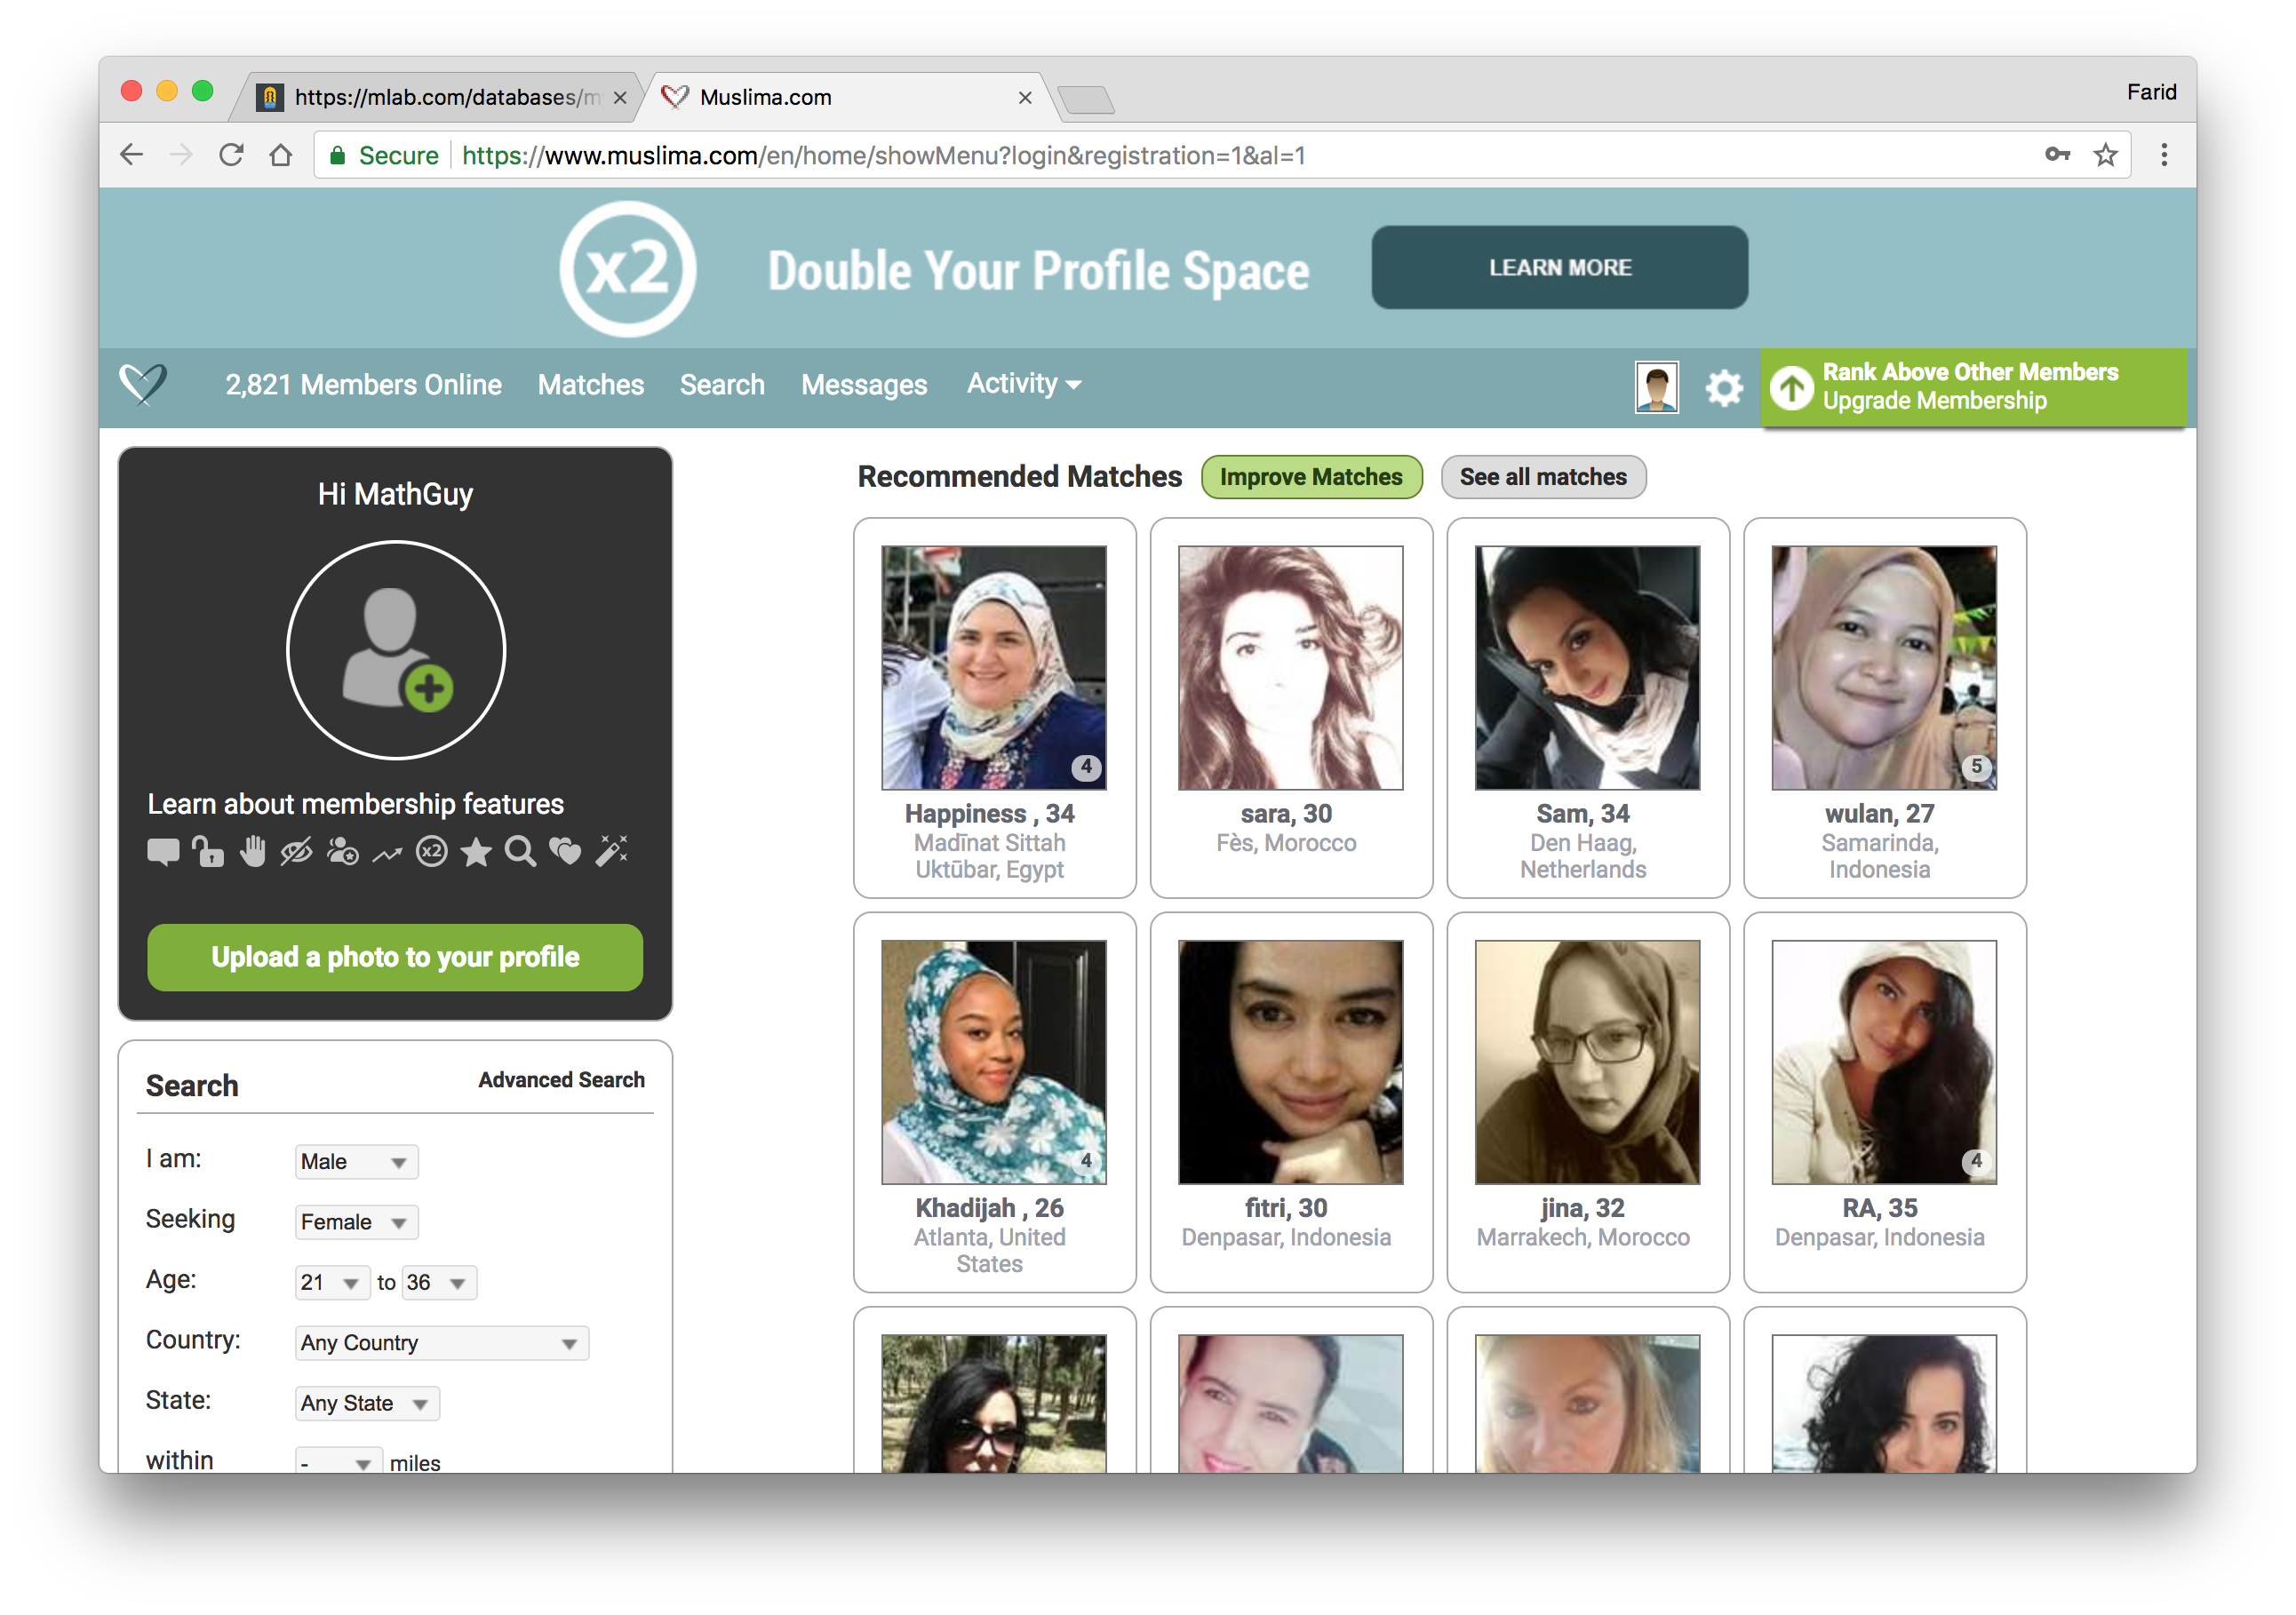 https://mlab.com/databases/my
Muslima.com
Farid
Secure
https://www.muslima.com/en/home/showMenu?login&registration=1&al=1
x2
Double Your Profile Space
LEARN MORE
2,821 Members Online
Matches
Search
Messages
Activity
Rank Above Other Members
Upgrade Membership
Hi MathGuy
Learn about membership features
x2
Upload a photo to your profile
Search
Advanced Search
I am:
Male
Seeking
Female
Age:
21 to 36
Country:
Any Country
State:
Any State
within
- miles
Recommended Matches
Improve Matches
See all matches
4
Happiness , 34
Madīnat Sittah
Uktūbar, Egypt
sara, 30
Fès, Morocco
Sam, 34
Den Haag,
Netherlands
5
wulan, 27
Samarinda,
Indonesia
4
Khadijah , 26
Atlanta, United
States
fitri, 30
Denpasar, Indonesia
jina, 32
Marrakech, Morocco
4
RA, 35
Denpasar, Indonesia